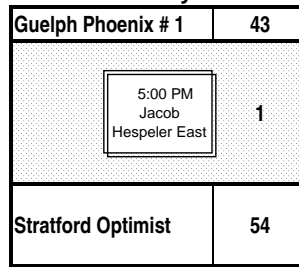 Guelph Phoenix # 1 43
5:00 PM
Jacob
Hespeler East
1
Stratford Optimist 54